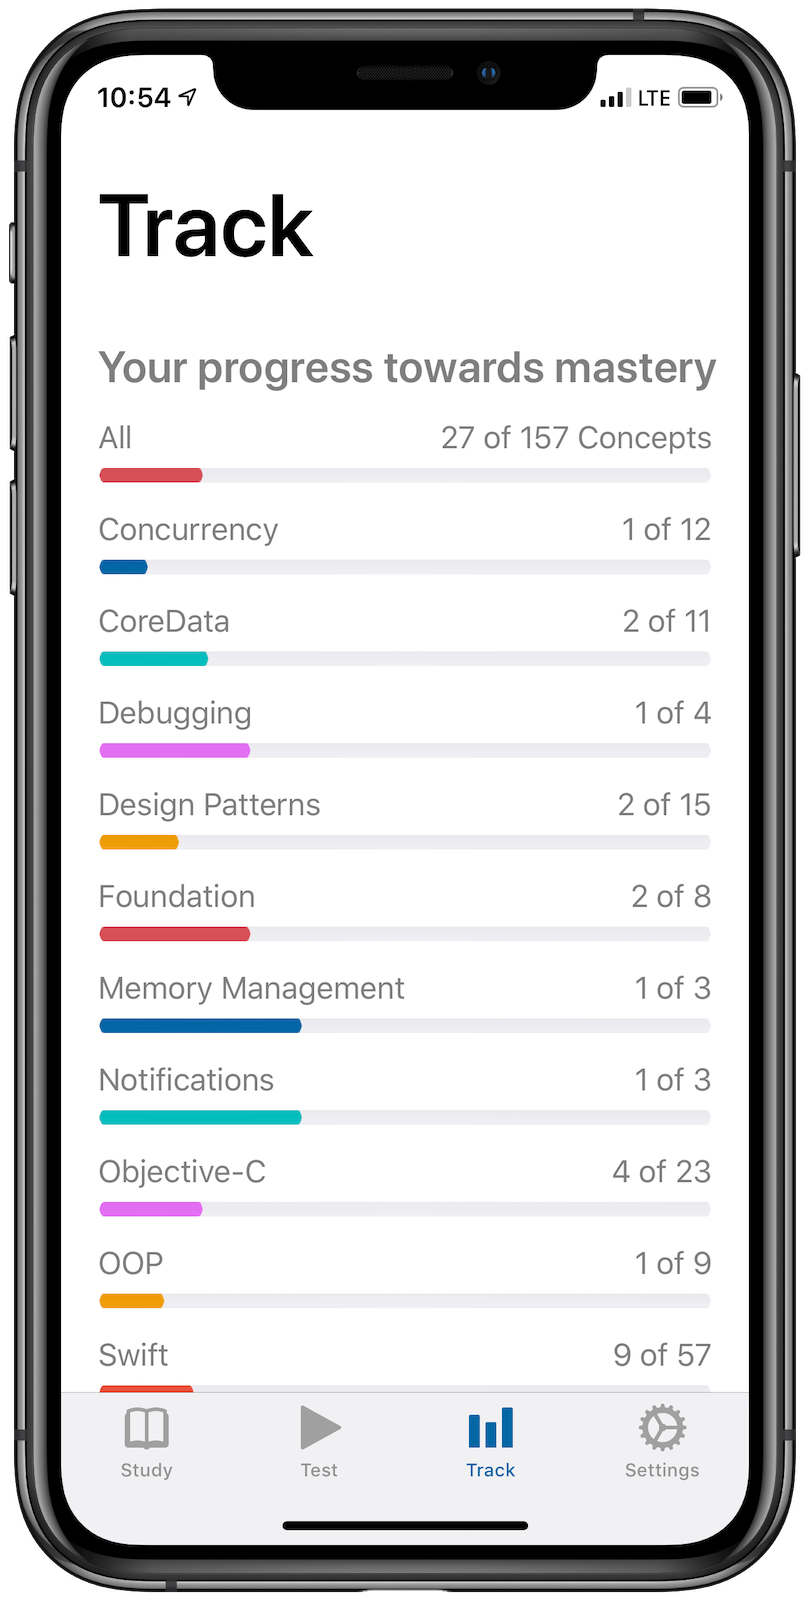 10:54 LTE
Track
Your progress towards mastery
All 27 of 157 Concepts
Concurrency 1 of 12
CoreData 2 of 11
Debugging 1 of 4
Design Patterns 2 of 15
Foundation 2 of 8
Memory Management 1 of 3
Notifications 1 of 3
Objective-C 4 of 23
OOP 1 of 9
Swift 9 of 57
Study Test Track Settings